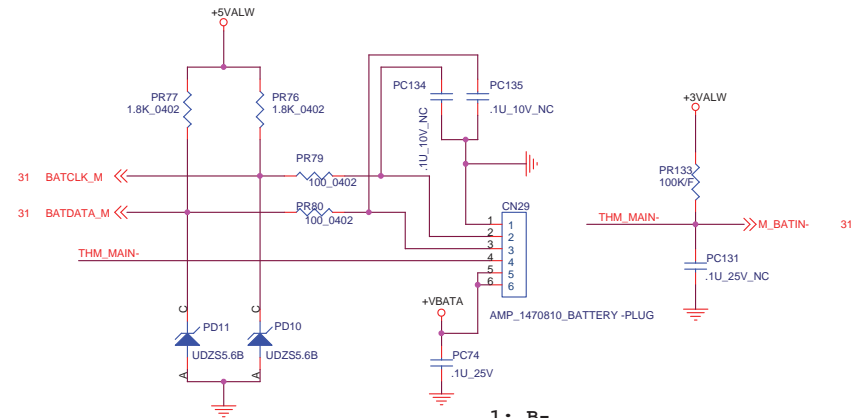 +5VALW
PC134
PC135
PR77
1.8K_0402
PR76
1.8K_0402
.1U_10V_NC
.1U_10V_NC
+3VALW
PR79
100_0402
PR133
100K/F
31 BATCLK_M
PR80
100_0402
31 BATDATA_M
CN29
THM_MAIN-
M_BATIN- 31
1 1
2 2
3 3
4 4
5 5
6 6
THM_MAIN-
PC131
.1U_25V_NC
+VBATA
AMP_1470810_BATTERY -PLUG
C
C
PD11
UDZS5.6B
PD10
UDZS5.6B
A
A
PC74
.1U_25V
1: B-